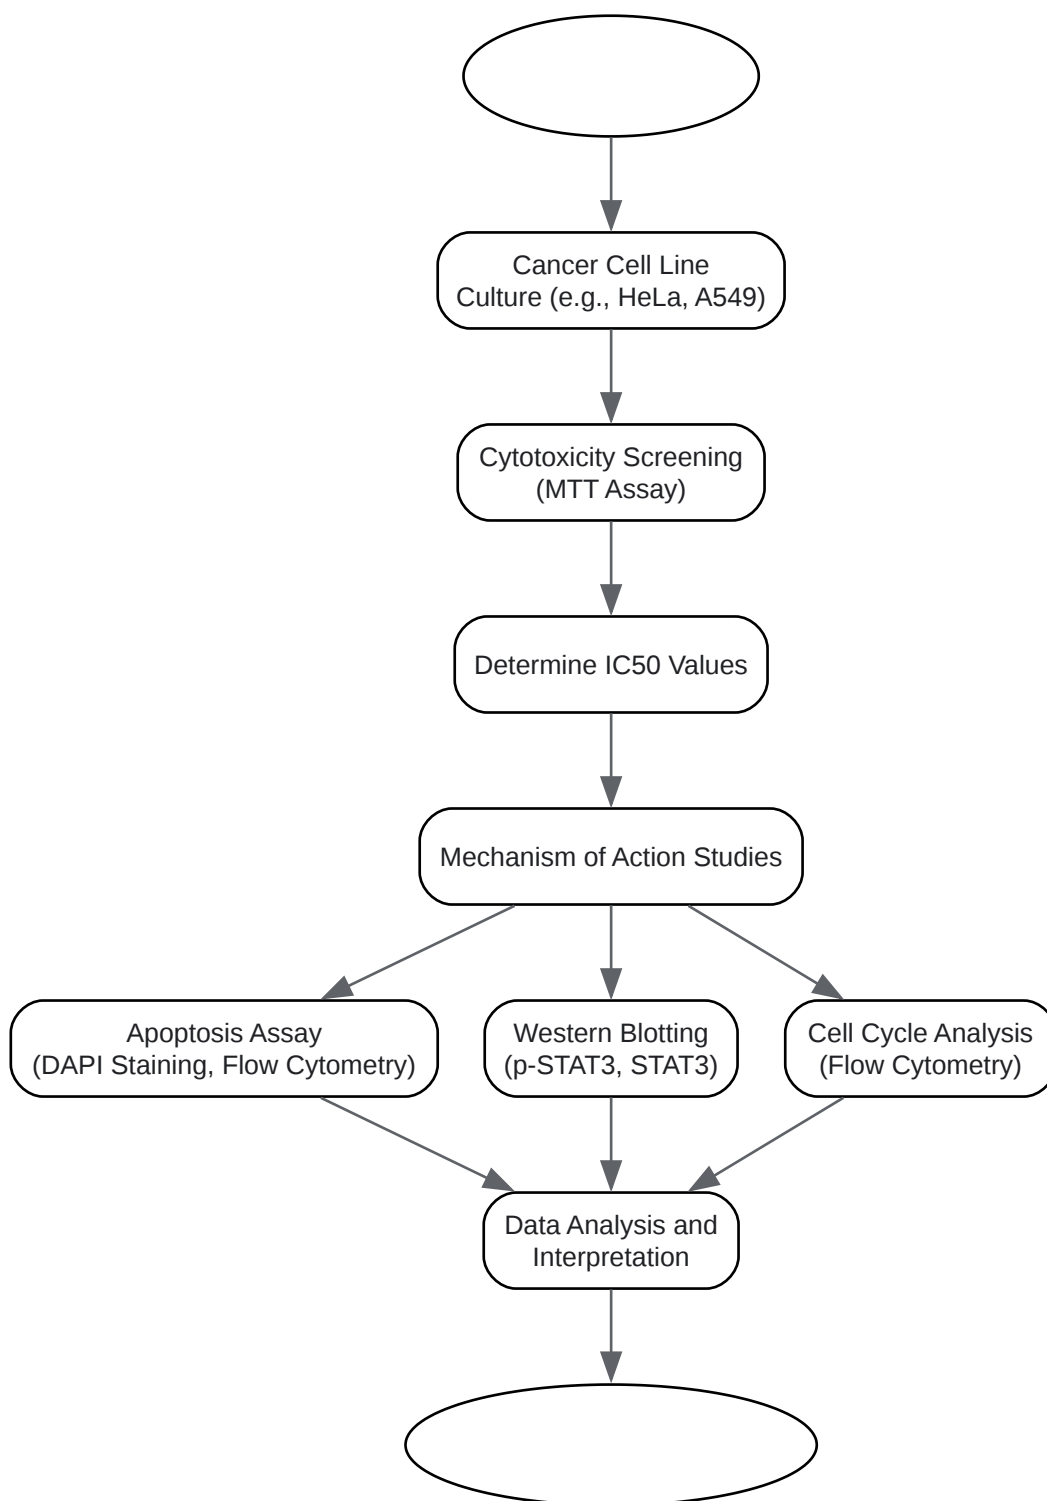 Cancer Cell Line
Culture (e.g., HeLa, A549)
Cytotoxicity Screening
(MTT Assay)
Determine IC50 Values
Mechanism of Action Studies
Apoptosis Assay
(DAPI Staining, Flow Cytometry)
Western Blotting
(p-STAT3, STAT3)
Cell Cycle Analysis
(Flow Cytometry)
Data Analysis and
Interpretation